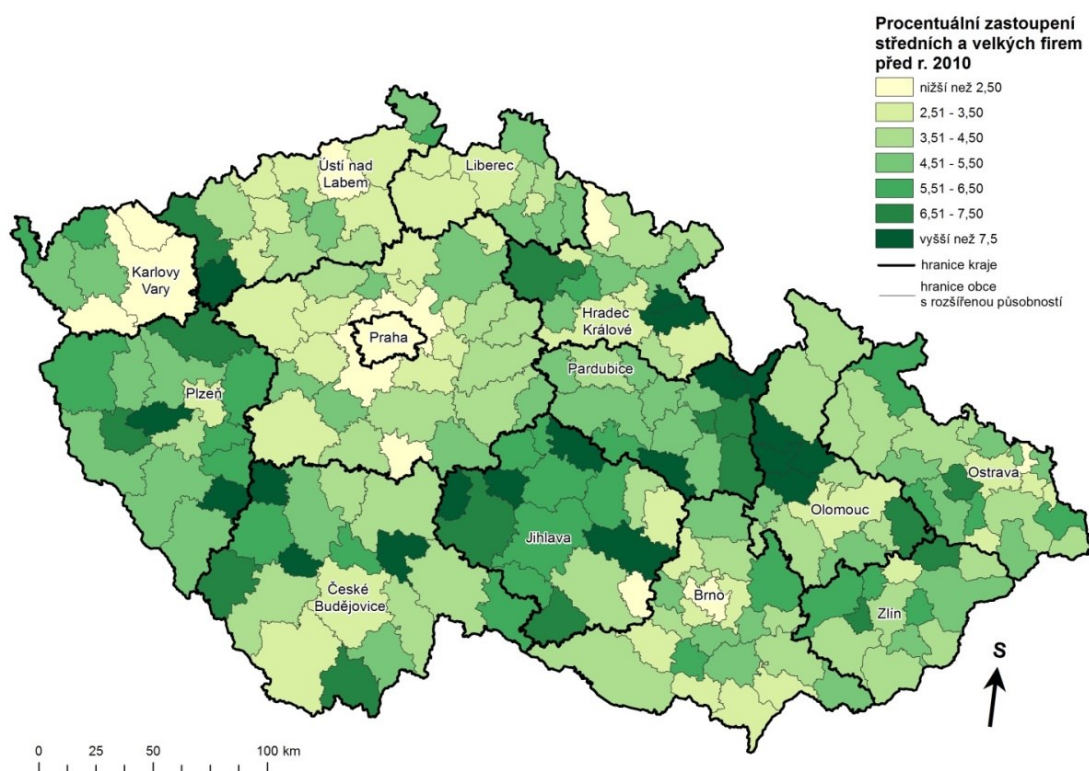 Procentuální zastoupení
středních a velkých firem
před r. 2010
nižší než 2,50
2,51 - 3,50
3,51 - 4,50
4,51 - 5,50
5,51 - 6,50
6,51 - 7,50
vyšší než 7,5
hranice kraje
hranice obce
s rozšířenou působností
Ústí nad
Labem
Liberec
Karlovy
Vary
Praha
Hradec
Králové
Pardubice
Plzeň
Ostrava
Olomouc
Jihlava
České
Budějovice
Brno
Zlín
S
0 25 50 100 km